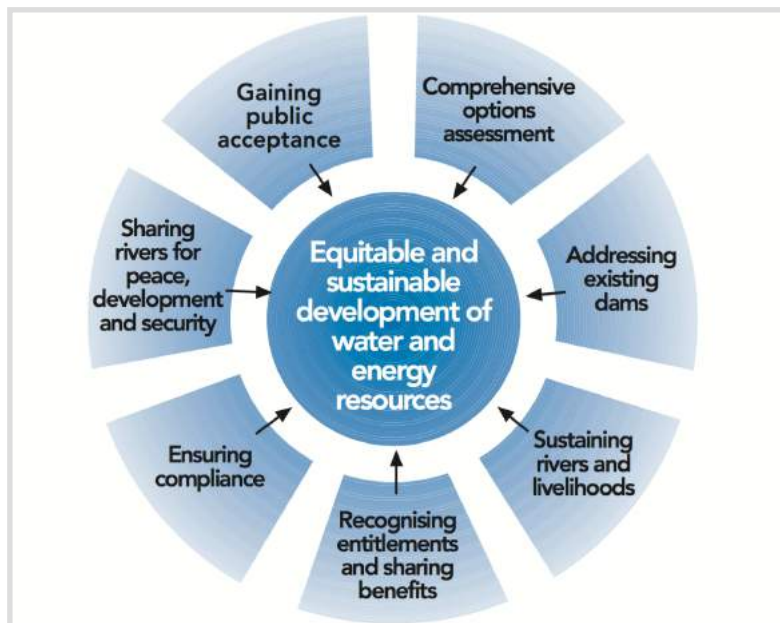 Gaining
public
acceptance
Comprehensive
options
assessment
Sharing
rivers for
peace,
development
and security
Equitable and
sustainable
development of
water and
energy
resources
Addressing
existing
dams
Ensuring
compliance
Recognising
entitlements
and sharing
benefits
Sustaining
rivers and
livelihoods